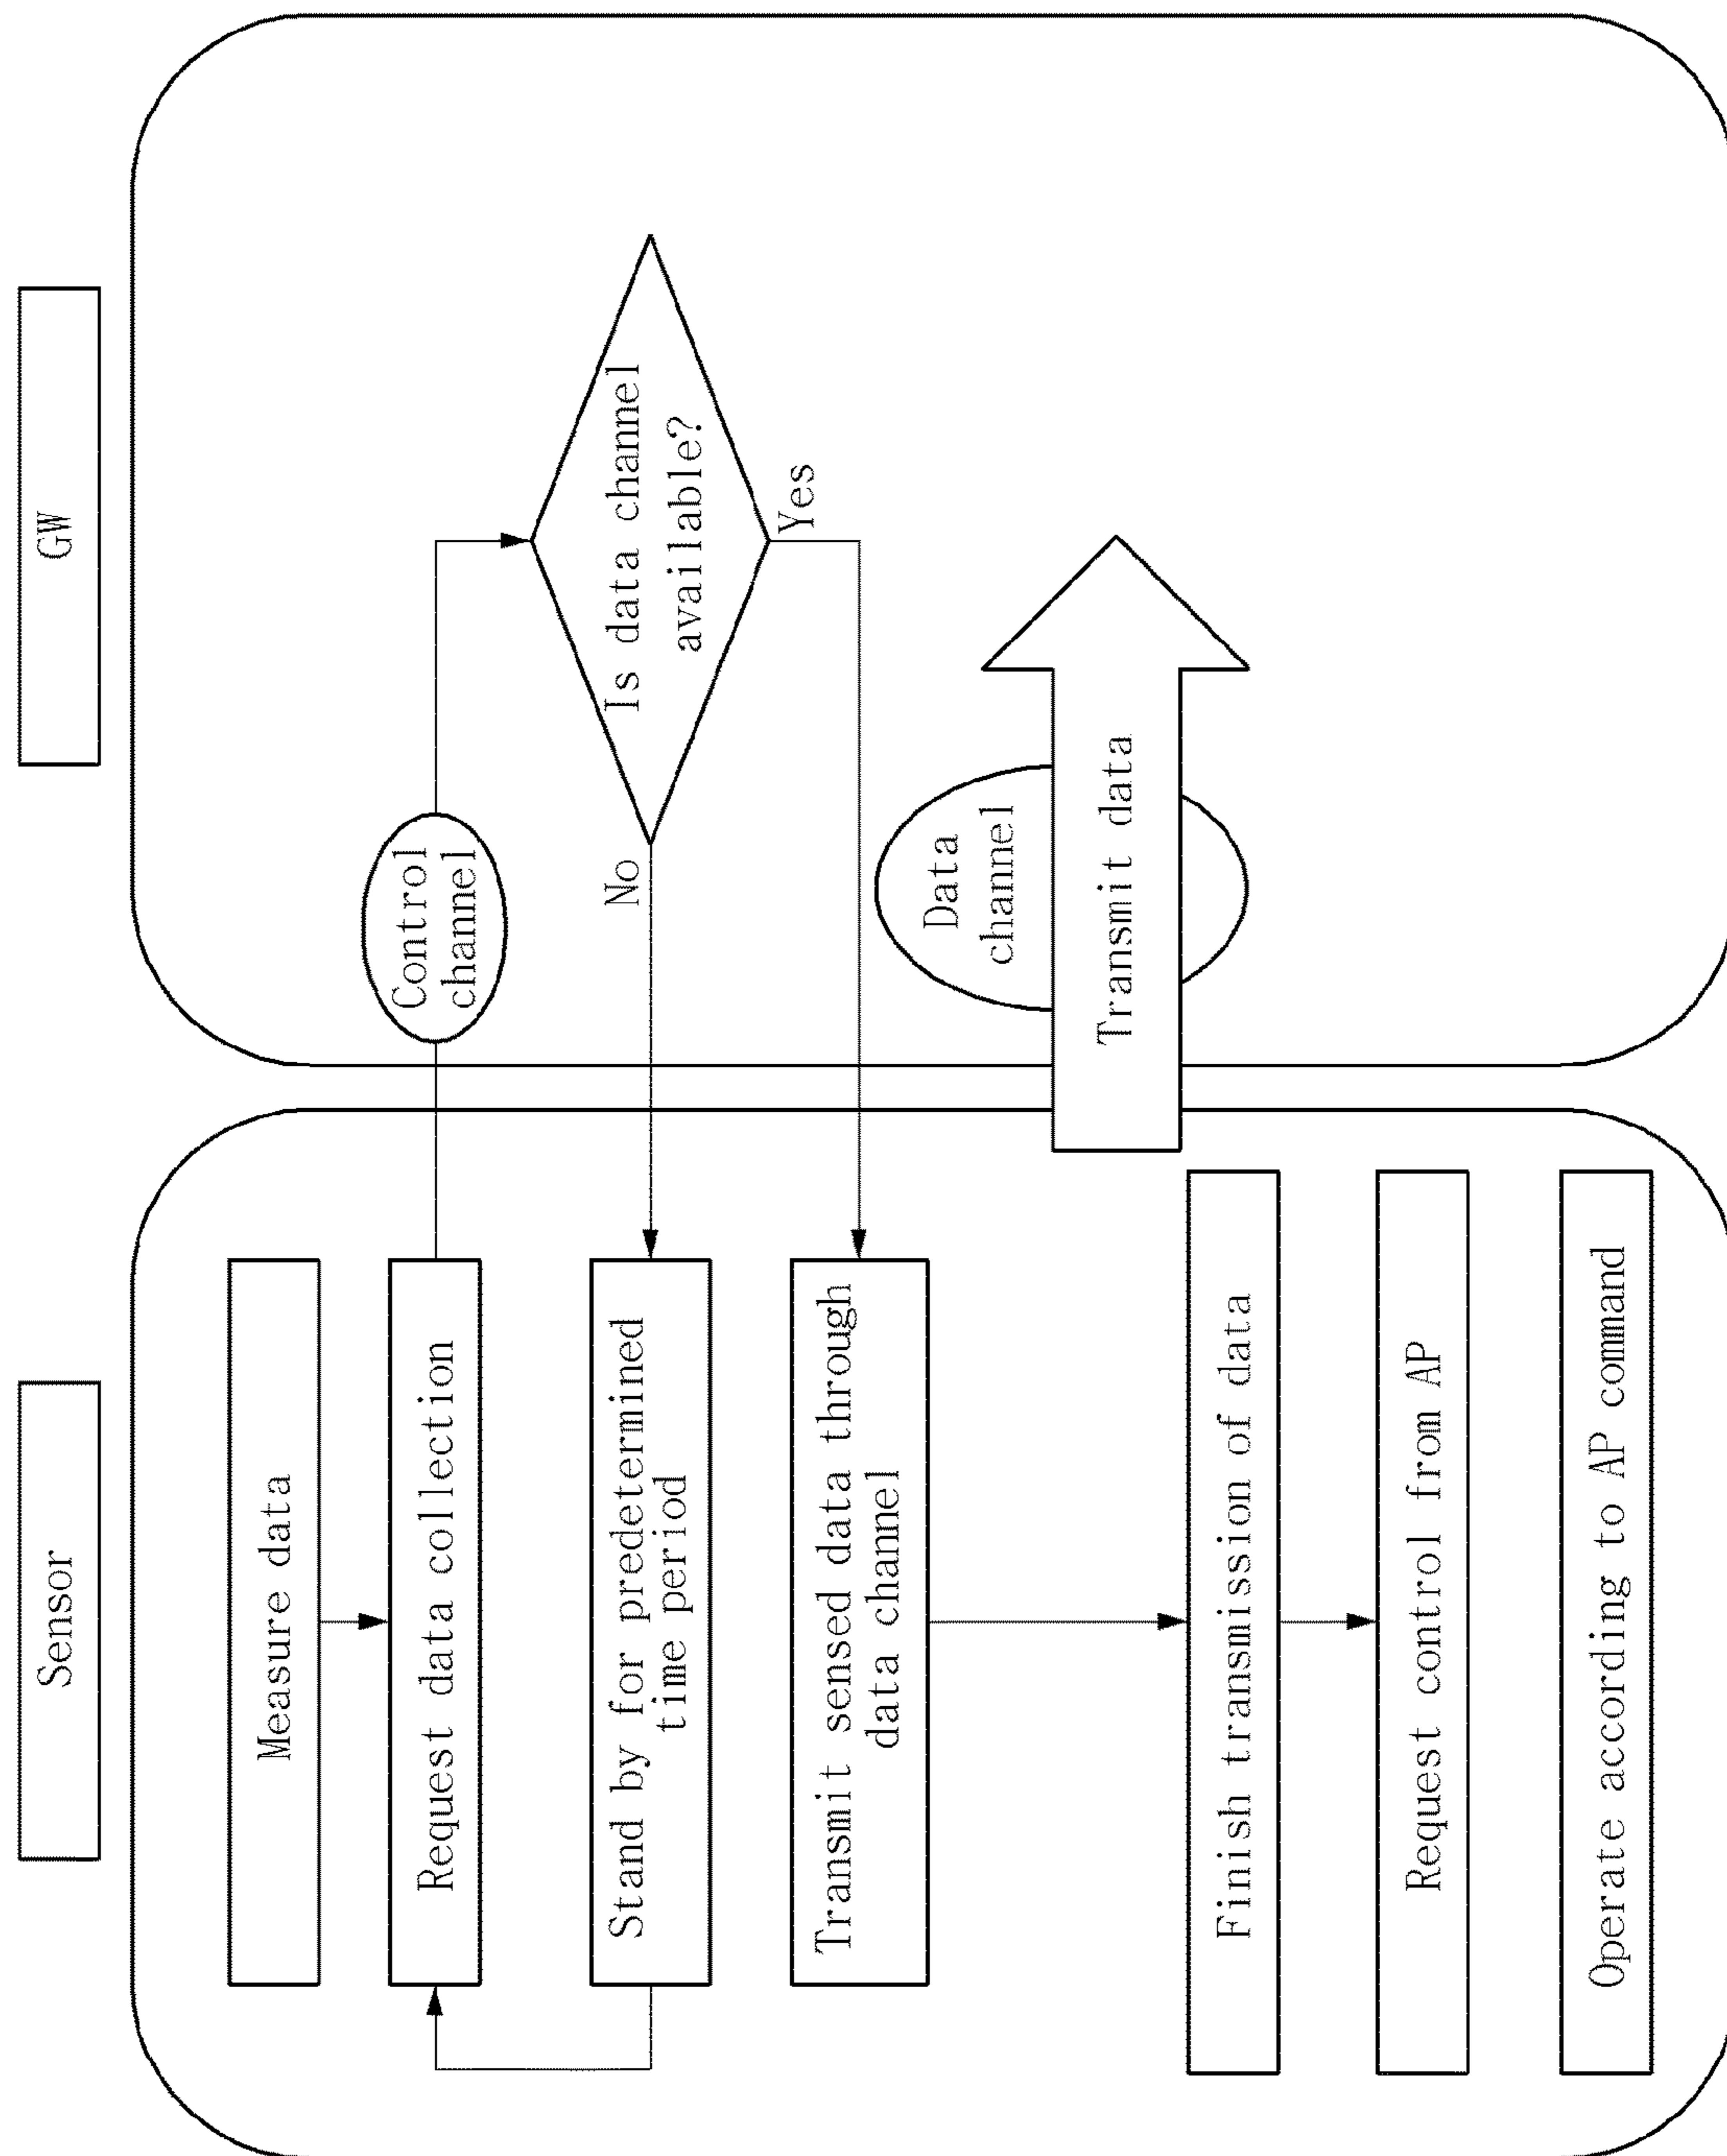 Sensor
GW
Measure data
Request data collection
Control
channel
Is data channel
available?
No
Yes
Stand by for predetermined
time period
Transmit sensed data through
data channel
Data
channel
Transmit data
Finish transmission of data
Request control from AP
Operate according to AP command